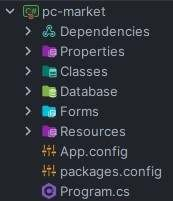 pc-market
Dependencies
Properties
Classes
Database
Forms
Resources
App.config
packages.config
Program.cs